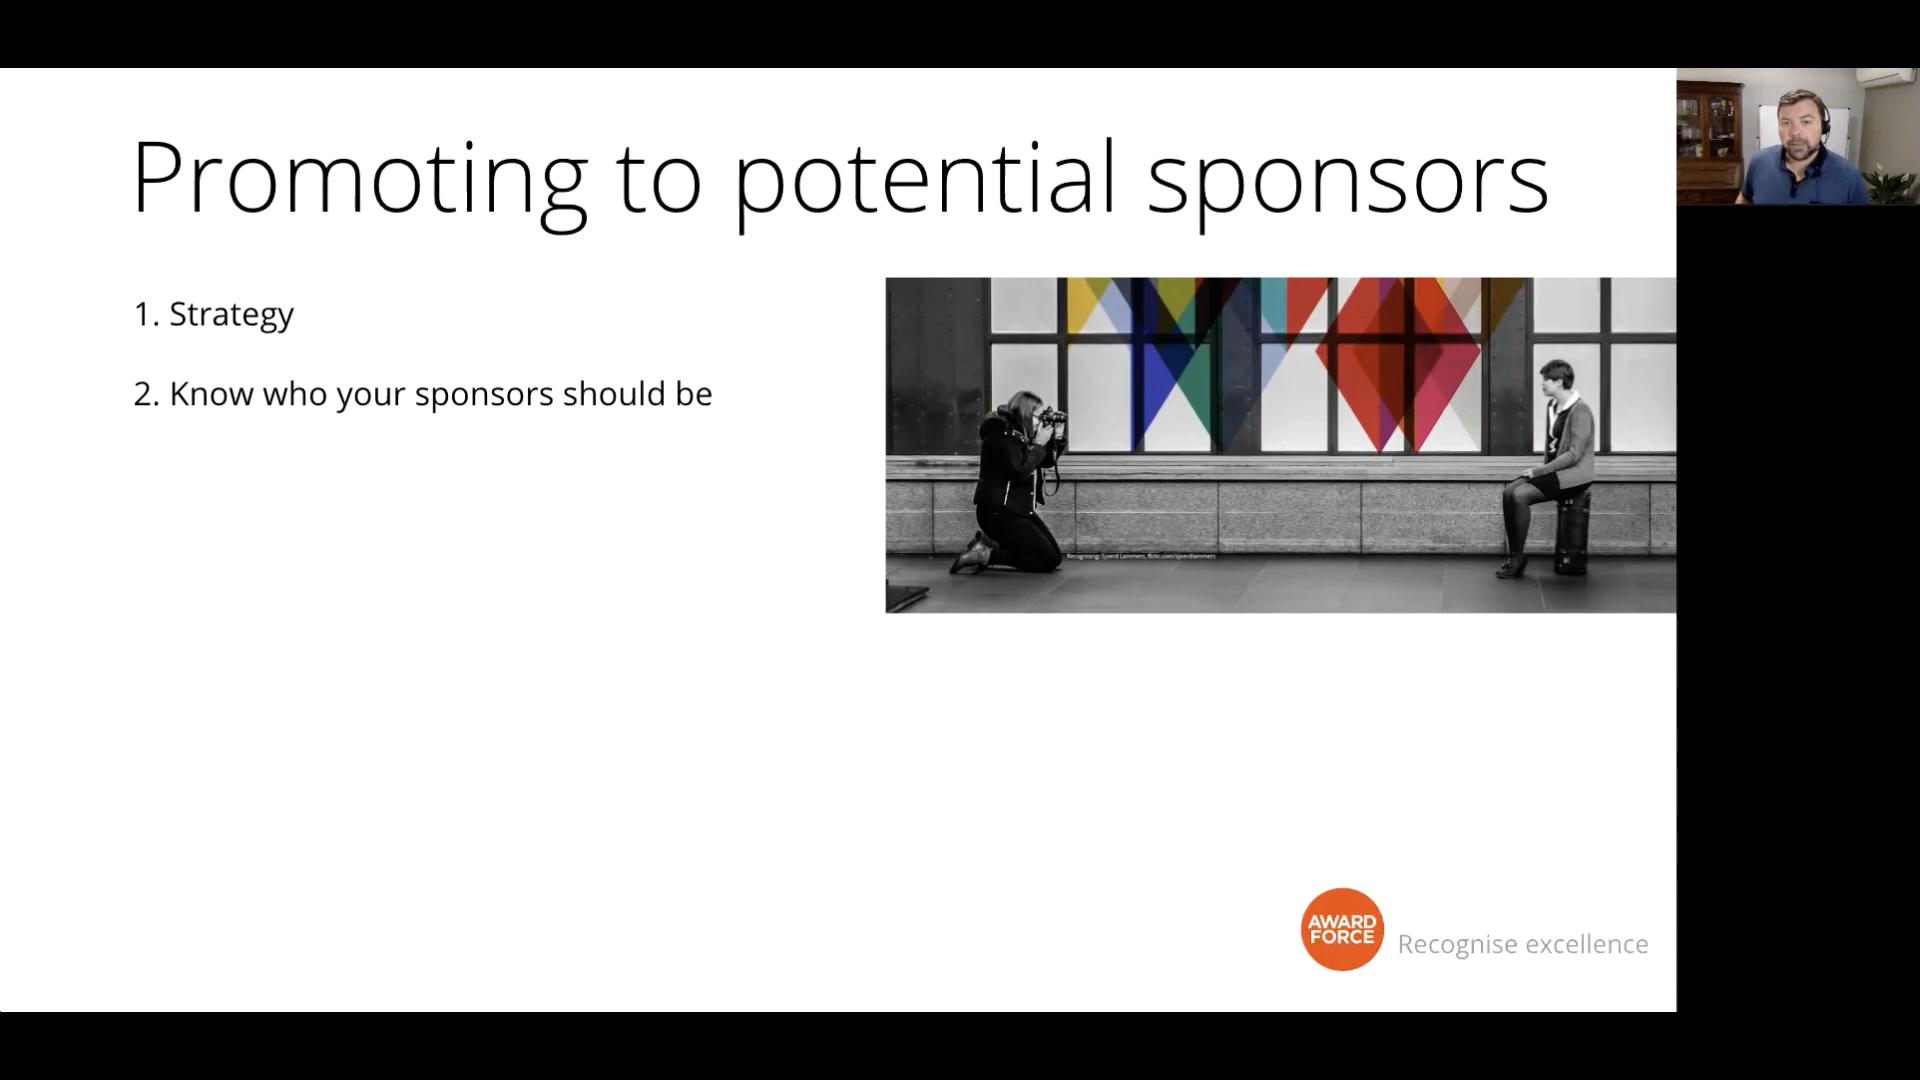 Promoting to potential sponsors
1. Strategy
2. Know who your sponsors should be
AWARD
FORCE
Recognise excellence